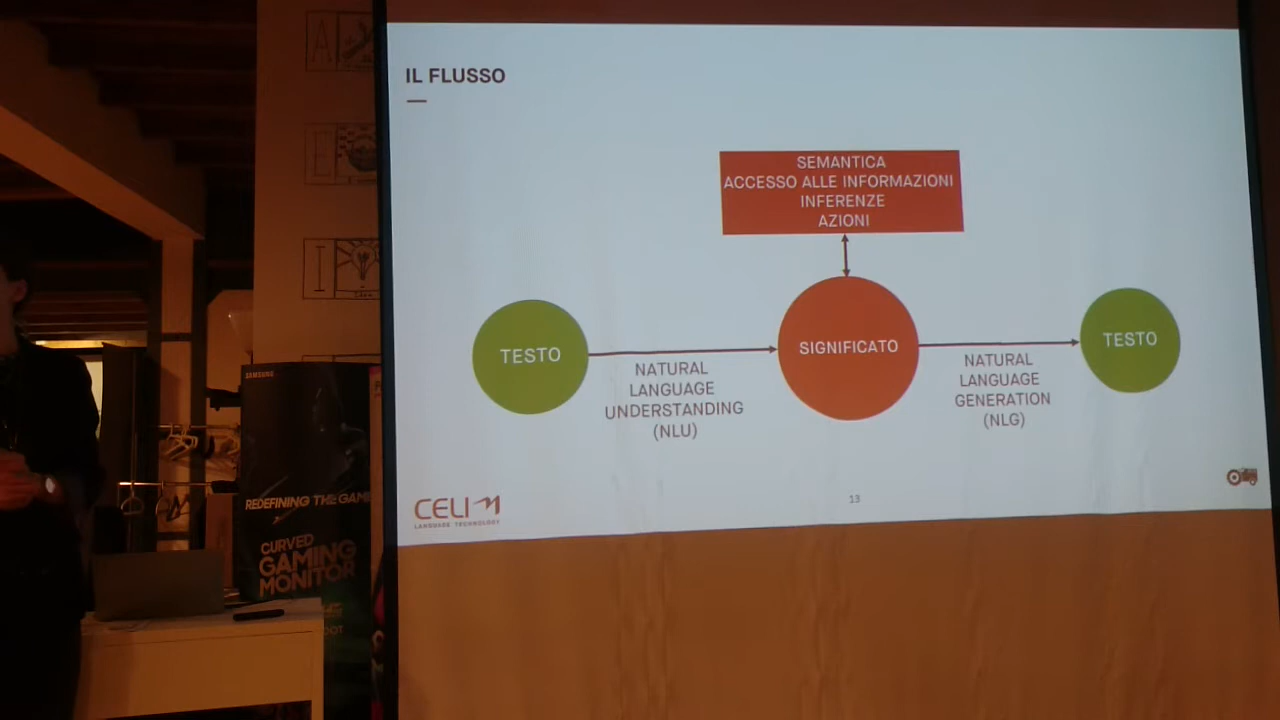 IL FLUSSO
SEMANTICA
ACCESSO ALLE INFORMAZIONI
INFERENZE
AZIONI
TESTO
NATURAL
LANGUAGE
UNDERSTANDING
(NLU)
SIGNIFICATO
NATURAL
LANGUAGE
GENERATION
(NLG)
TESTO
CELI
LANGUAGE TECHNOLOGY
13
A
E
I
Idea
SAMSUNG
REDEFINING THE GAME
CURVED
GAMING
MONITOR